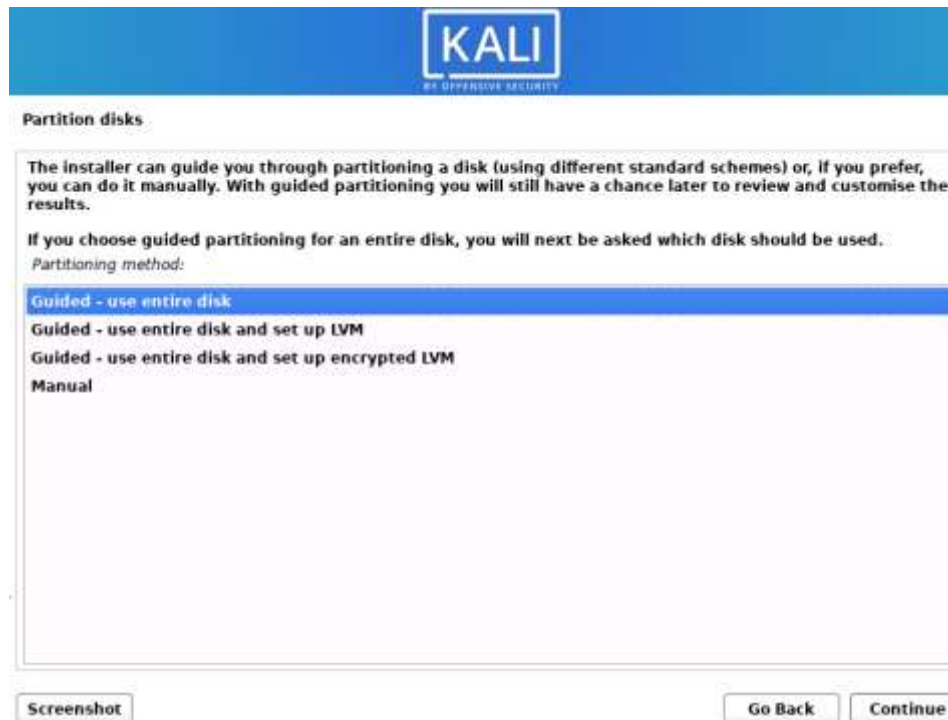 KALI
BY OFFENSIVE SECURITY
Partition disks
The installer can guide you through partitioning a disk (using different standard schemes) or, if you prefer,
you can do it manually. With guided partitioning you will still have a chance later to review and customise the
results.
If you choose guided partitioning for an entire disk, you will next be asked which disk should be used.
Partitioning method:
Guided - use entire disk
Guided - use entire disk and set up LVM
Guided - use entire disk and set up encrypted LVM
Manual
Screenshot
Go Back
Continue